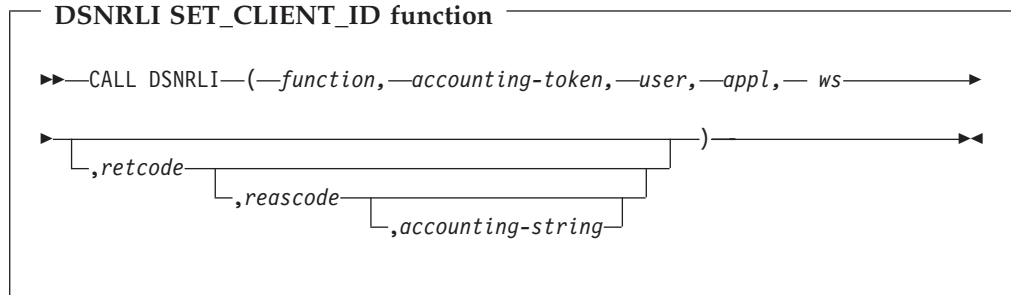 DSNRLI SET_CLIENT_ID function
CALL DSNRLI ( function, accounting-token, user, appl, ws
)
,retcode
,reascode
,accounting-string